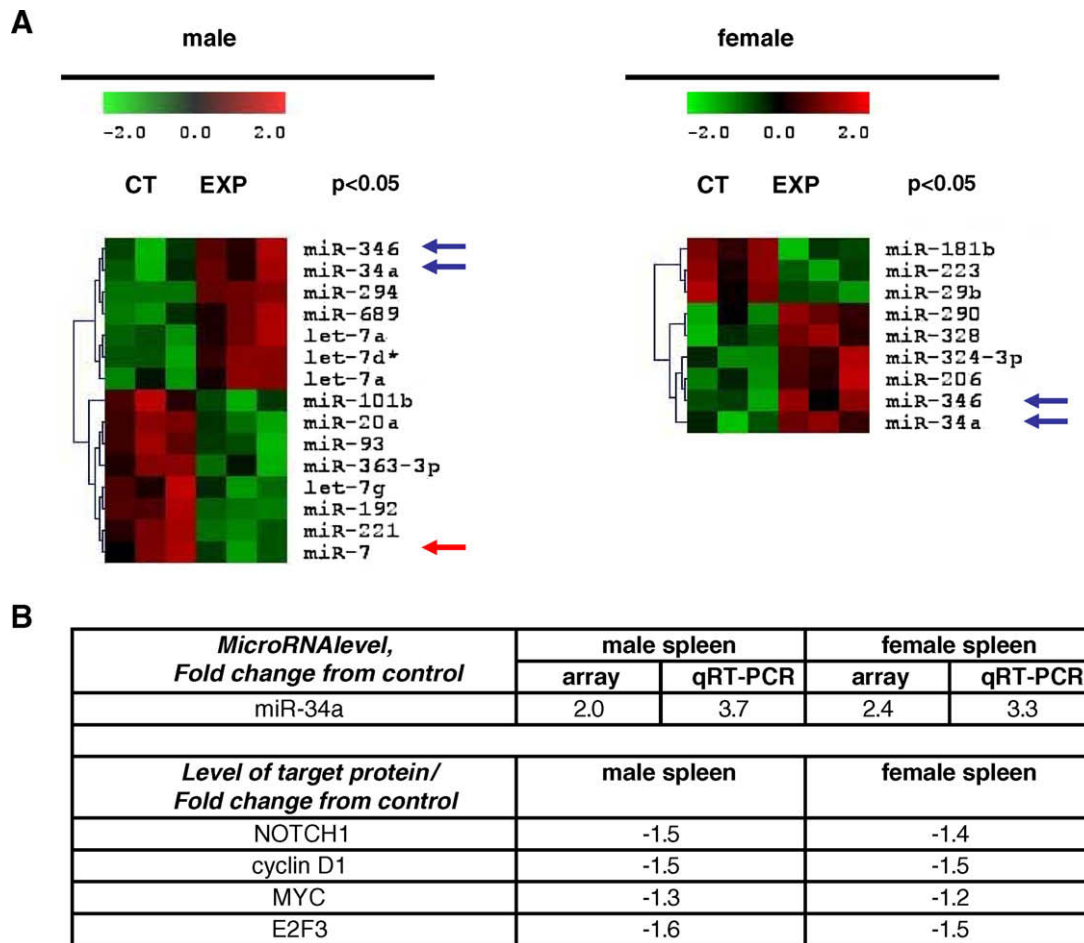 A
male
female
-2.0 0.0 2.0
-2.0 0.0 2.0
CT EXP p<0.05
CT EXP p<0.05
miR-346
miR-34a
miR-294
miR-689
let-7a
let-7d*
let-7a
miR-101b
miR-20a
miR-93
miR-363-3p
let-7g
miR-192
miR-221
miR-7
miR-181b
miR-223
miR-29b
miR-290
miR-328
miR-324-3p
miR-206
miR-346
miR-34a
B
MicroRNAlevel,
Fold change from control
male spleen female spleen
array qRT-PCR array qRT-PCR
miR-34a 2.0 3.7 2.4 3.3
Level of target protein/
Fold change from control
male spleen female spleen
NOTCH1 -1.5 -1.4
cyclin D1 -1.5 -1.5
MYC -1.3 -1.2
E2F3 -1.6 -1.5